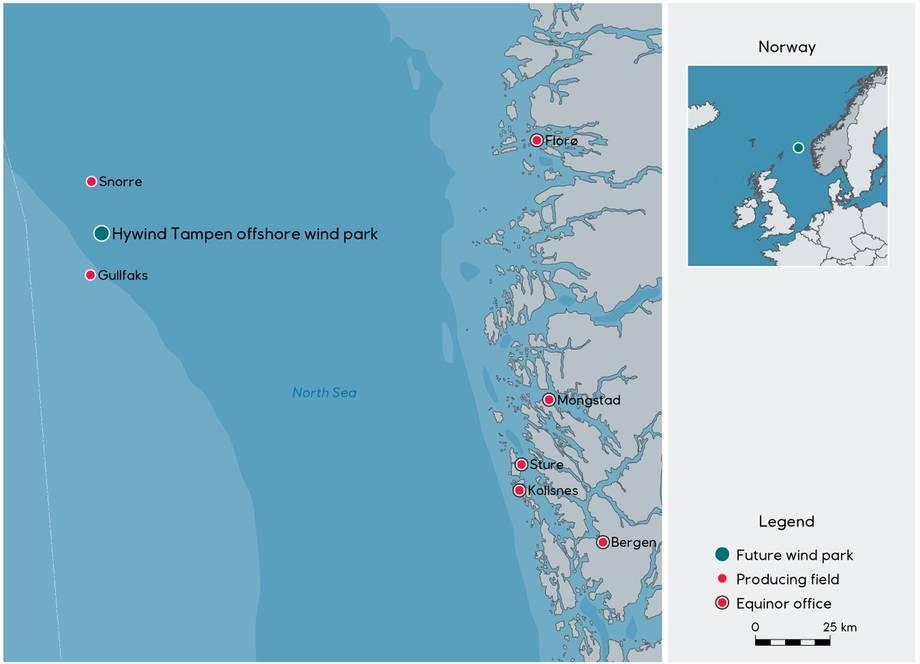 Norway
Florø
Snorre
Hywind Tampen offshore wind park
Gullfaks
North Sea
Mongstad
Sture
Kollsnes
Bergen
Legend
Future wind park
Producing field
Equinor office
0 25 km